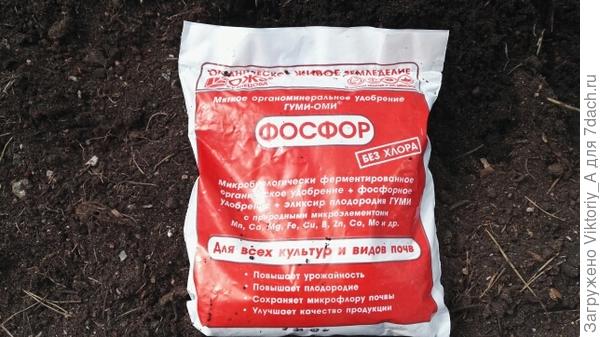 ОРГАНИЧЕСКОЕ ЖИВОЕ ЗЕМЛЕДЕЛИЕ
Мягкое органоминеральное удобрение
ГУМИ-ОМИ®
ФОСФОР
БЕЗ ХЛОРА
Микробиологически ферментированное
органическое удобрение + фосфорное
удобрение + эликсир плодородия ГУМИ
с природными микроэлементами
Mn, Ca, Mg, Fe, Cu, B, Zn, Co, Mo и др.
Для всех культур и видов почв
• Повышает урожайность
• Повышает плодородие
• Сохраняет микрофлору почвы
• Улучшает качество продукции
Загружено Viktoriy_A для 7dach.ru